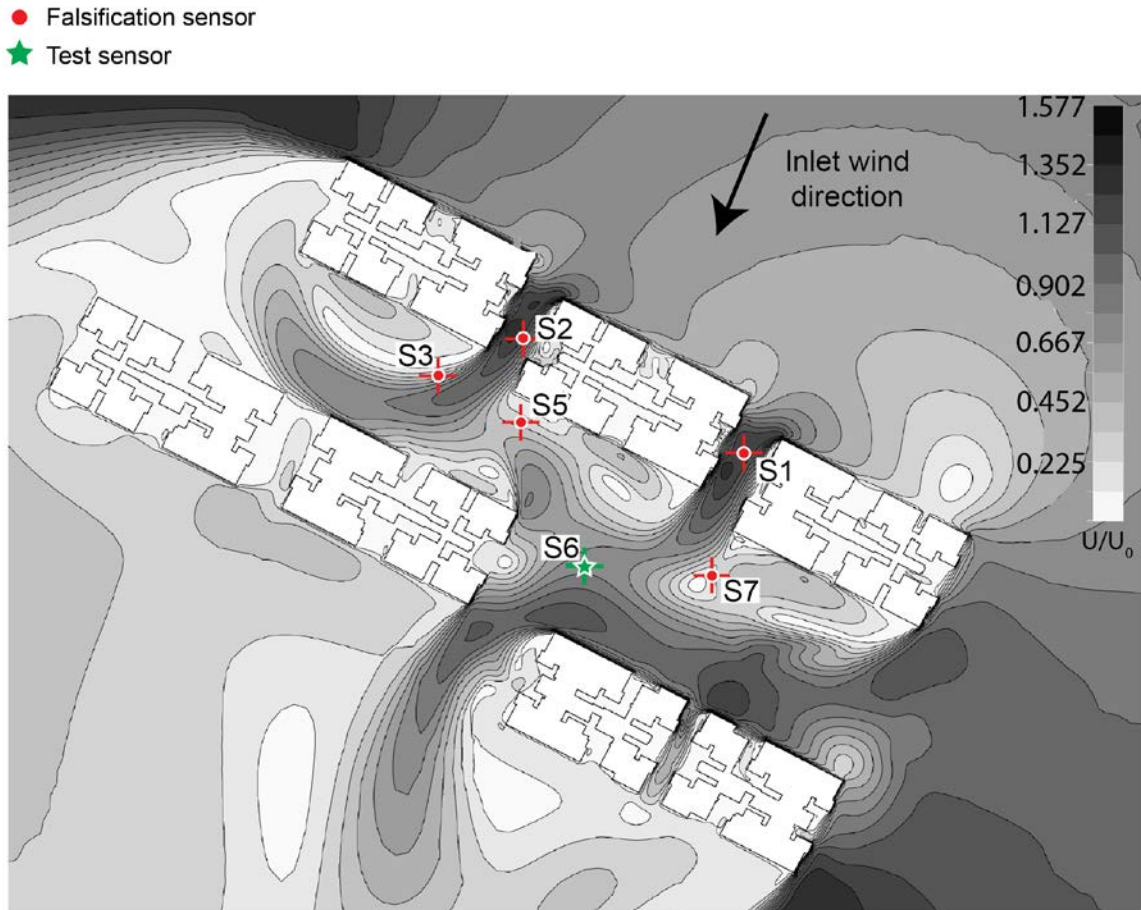 Falsification sensor
Test sensor
Inlet wind
direction
1.577
1.352
1.127
0.902
0.667
0.452
0.225
U/U₀
S2
S3
S5
S1
S6
S7